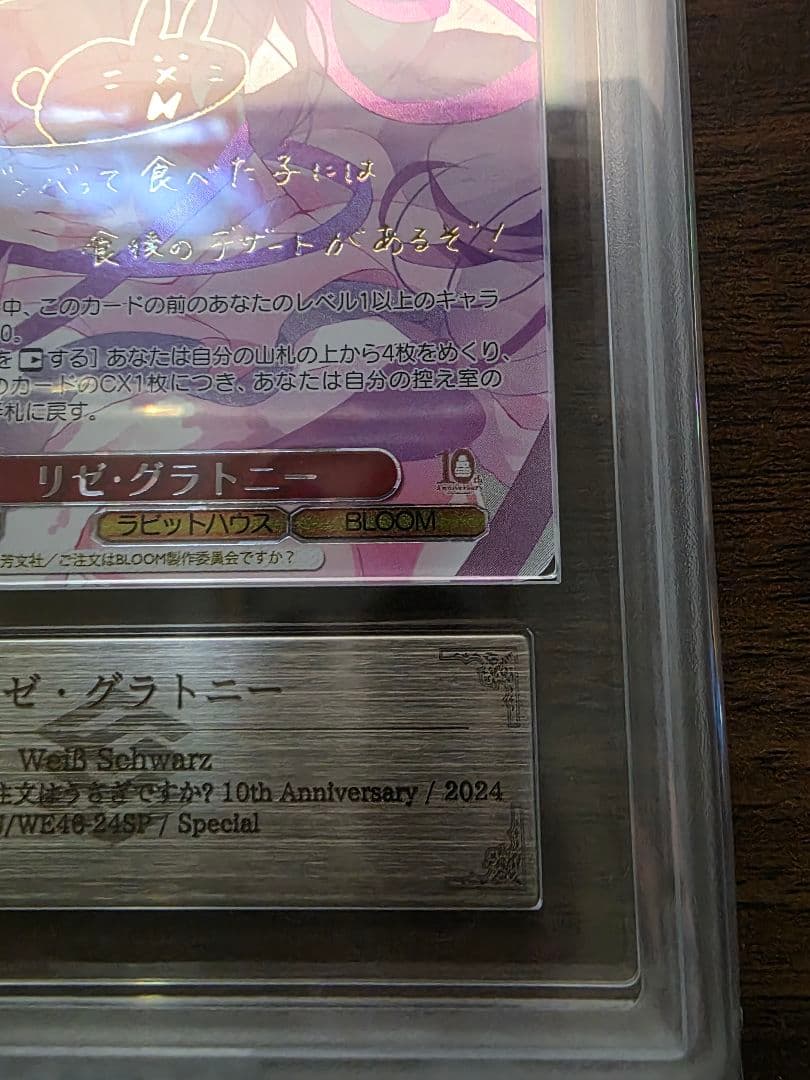 って食べた子には
食後のデザートがあるぞ!
中、このカードの前のあなたのレベル1以上のキャラ
0。
を する］あなたは自分の山札の上から4枚をめくり、
のカードのCX1枚につき、あなたは自分の控え室の
札に戻す。
リゼ・グラトニー
10th Anniversary
ラビットハウス BLOOM
芳文社/ご注文はBLOOM製作委員会ですか?
ゼ・グラトニー
Weiß Schwarz
注文はうさぎですか? 10th Anniversary / 2024
/WE46-24SP / Special